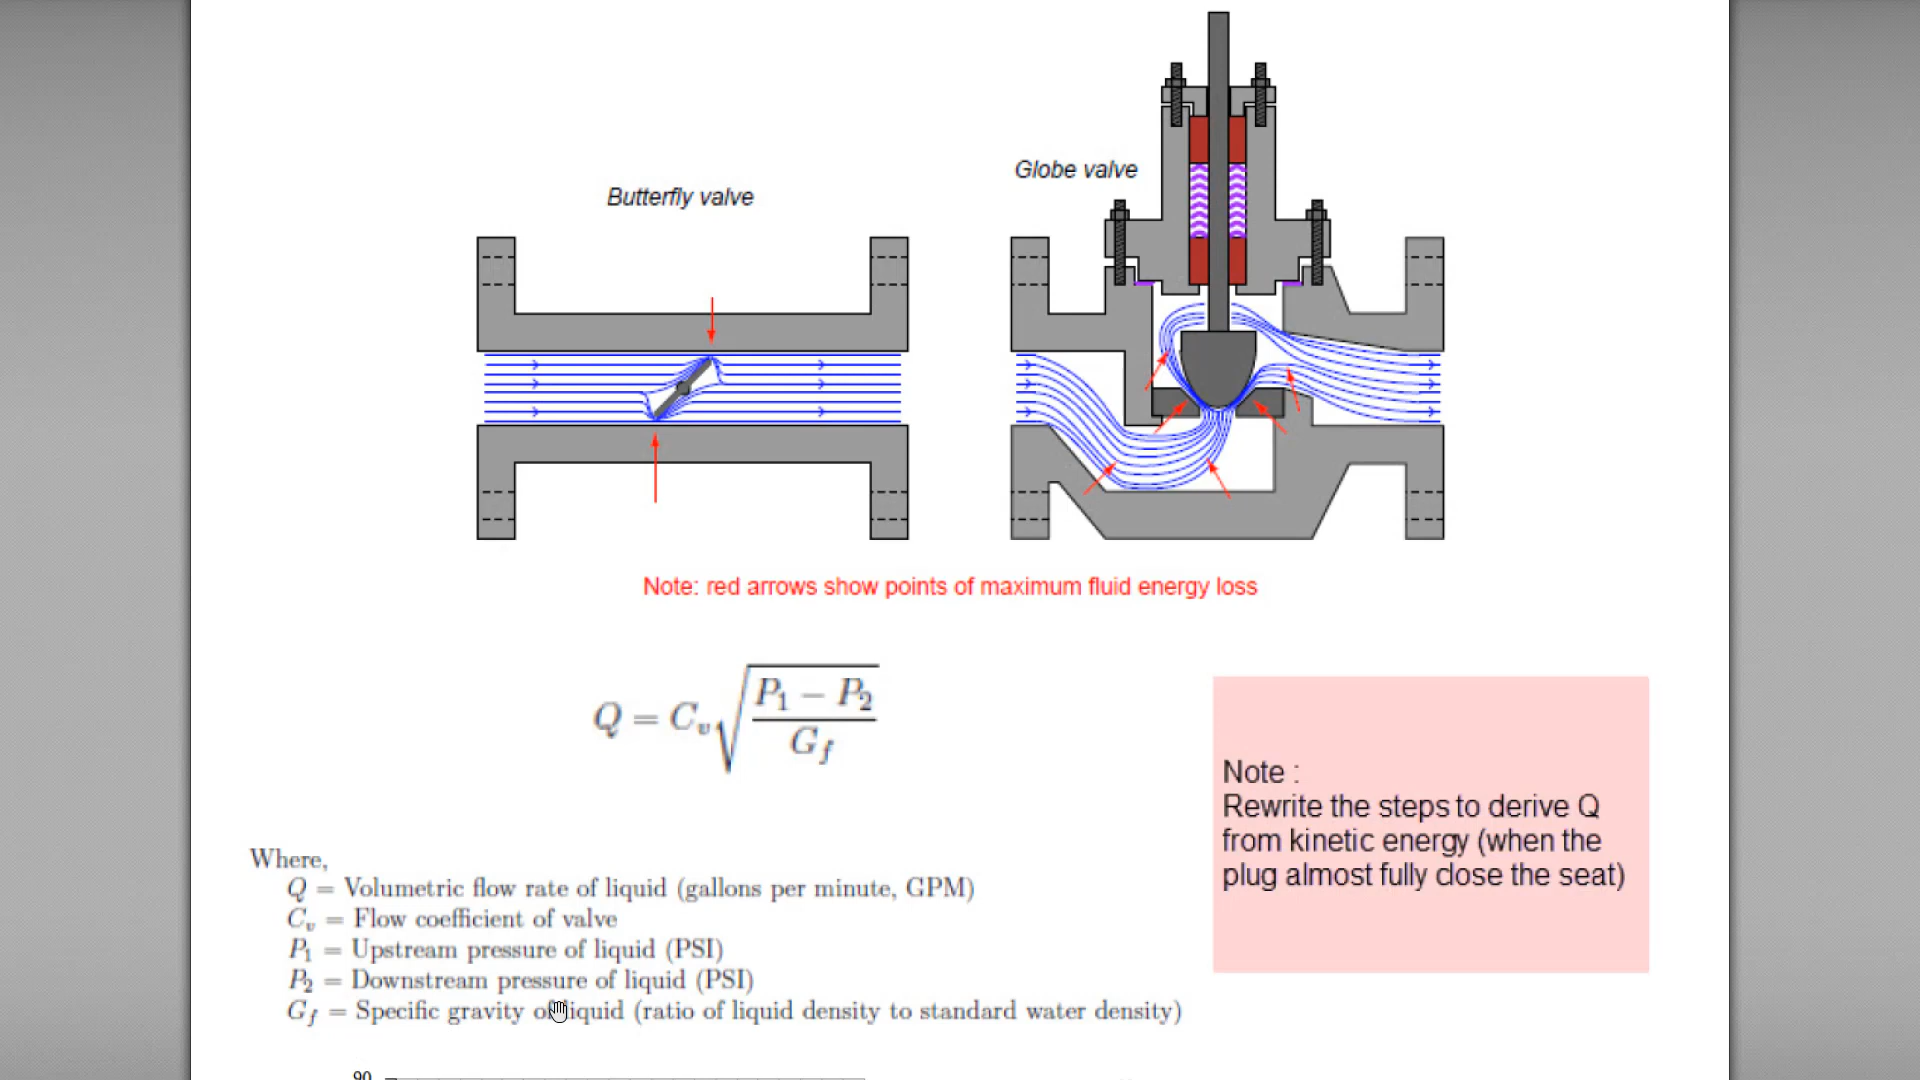 Globe valve
Butterfly valve
Note: red arrows show points of maximum fluid energy loss
Q = C_v √((P_1 − P_2) / G_f)
Note :
Rewrite the steps to derive Q
from kinetic energy (when the
plug almost fully close the seat)
Where,
Q = Volumetric flow rate of liquid (gallons per minute, GPM)
C_v = Flow coefficient of valve
P_1 = Upstream pressure of liquid (PSI)
P_2 = Downstream pressure of liquid (PSI)
G_f = Specific gravity of liquid (ratio of liquid density to standard water density)
90